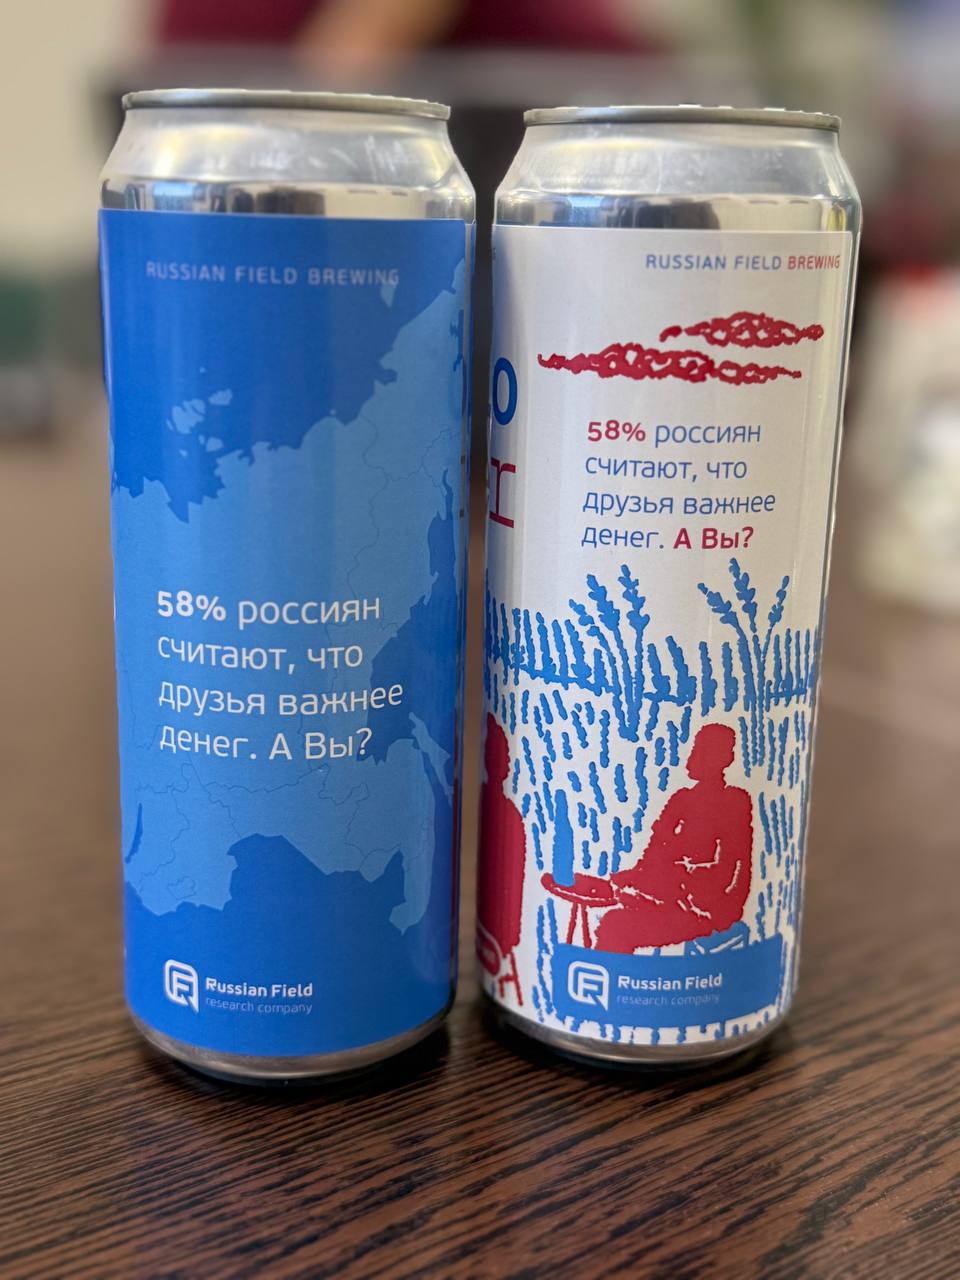 RUSSIAN FIELD BREWING
58% россиян
считают, что
друзья важнее
денег. А Вы?
Russian Field
research company
RUSSIAN FIELD BREWING
58% россиян
считают, что
друзья важнее
денег. А Вы?
Russian Field
research company